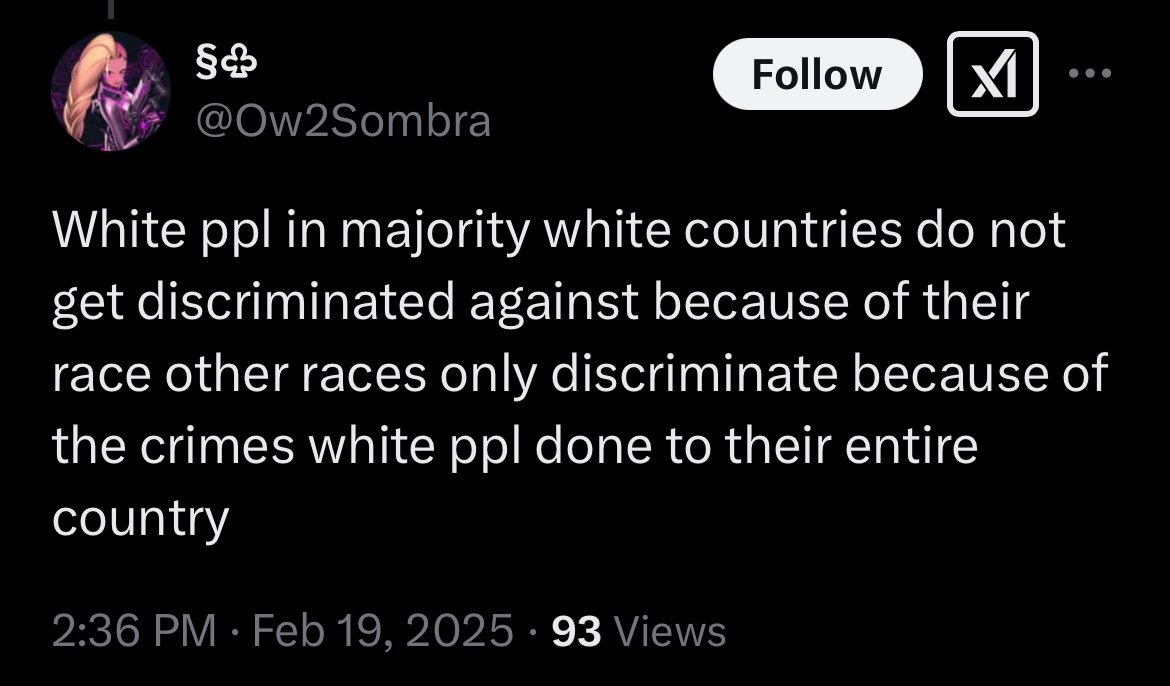 §♧
@Ow2Sombra
Follow
White ppl in majority white countries do not
get discriminated against because of their
race other races only discriminate because of
the crimes white ppl done to their entire
country
2:36 PM · Feb 19, 2025 · 93 Views